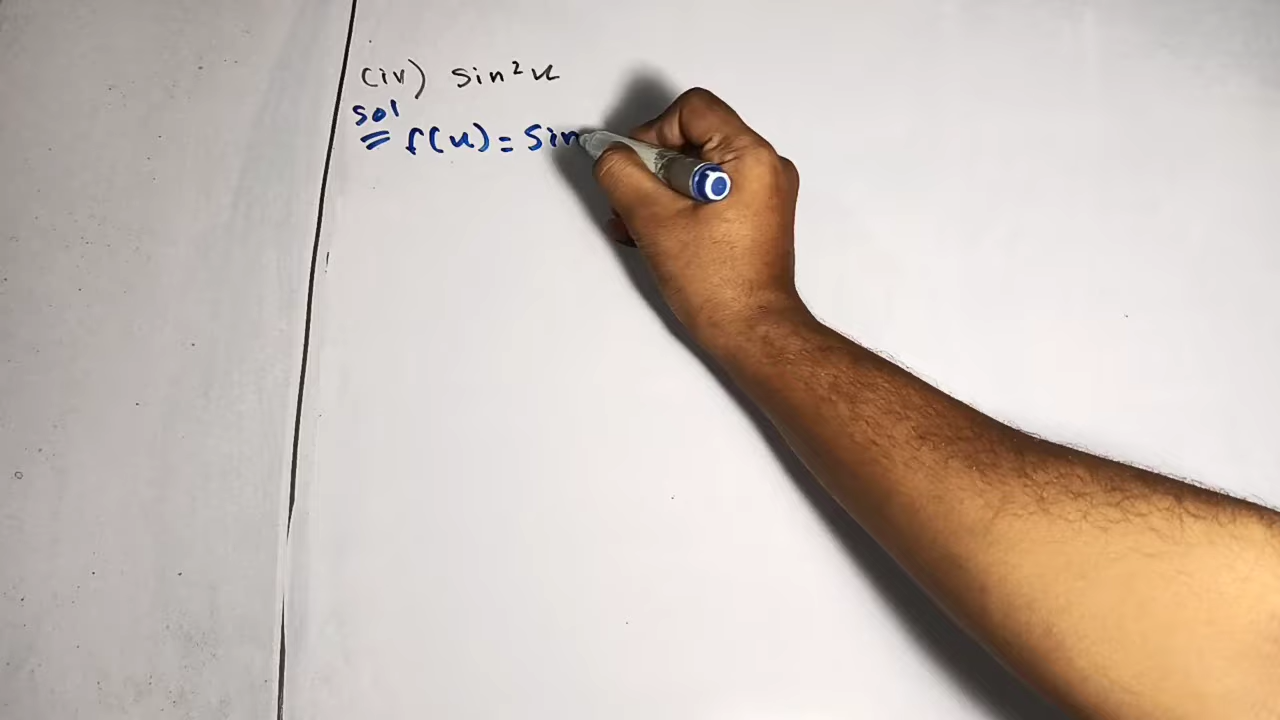 (iv) sin²x
Sol
f(x) = Sin